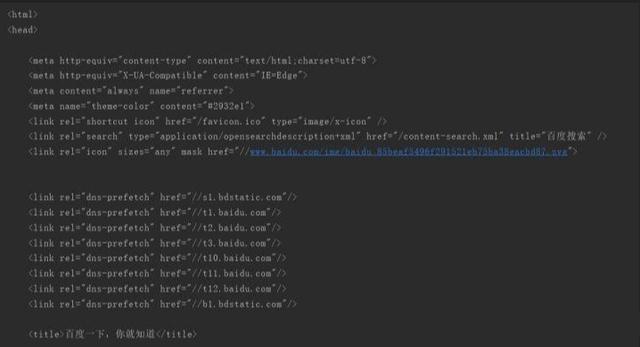 <html>
<head>
<meta http-equiv="content-type" content="text/html;charset=utf-8">
<meta http-equiv="X-UA-Compatible" content="IE=Edge">
<meta content="always" name="referrer">
<meta name="theme-color" content="#2932e1">
<link rel="shortcut icon" href="/favicon.ico" type="image/x-icon" />
<link rel="search" type="application/opensearchdescription+xml" href="/content-search.xml" title="百度搜索" />
<link rel="icon" sizes="any" mask href="//www.baidu.com/img/baidu_85beaf5496f291521eb75ba38eacbd87.svg">
<link rel="dns-prefetch" href="//s1.bdstatic.com"/>
<link rel="dns-prefetch" href="//t1.baidu.com"/>
<link rel="dns-prefetch" href="//t2.baidu.com"/>
<link rel="dns-prefetch" href="//t3.baidu.com"/>
<link rel="dns-prefetch" href="//t10.baidu.com"/>
<link rel="dns-prefetch" href="//t11.baidu.com"/>
<link rel="dns-prefetch" href="//t12.baidu.com"/>
<link rel="dns-prefetch" href="//b1.bdstatic.com"/>
<title>百度一下，你就知道</title>